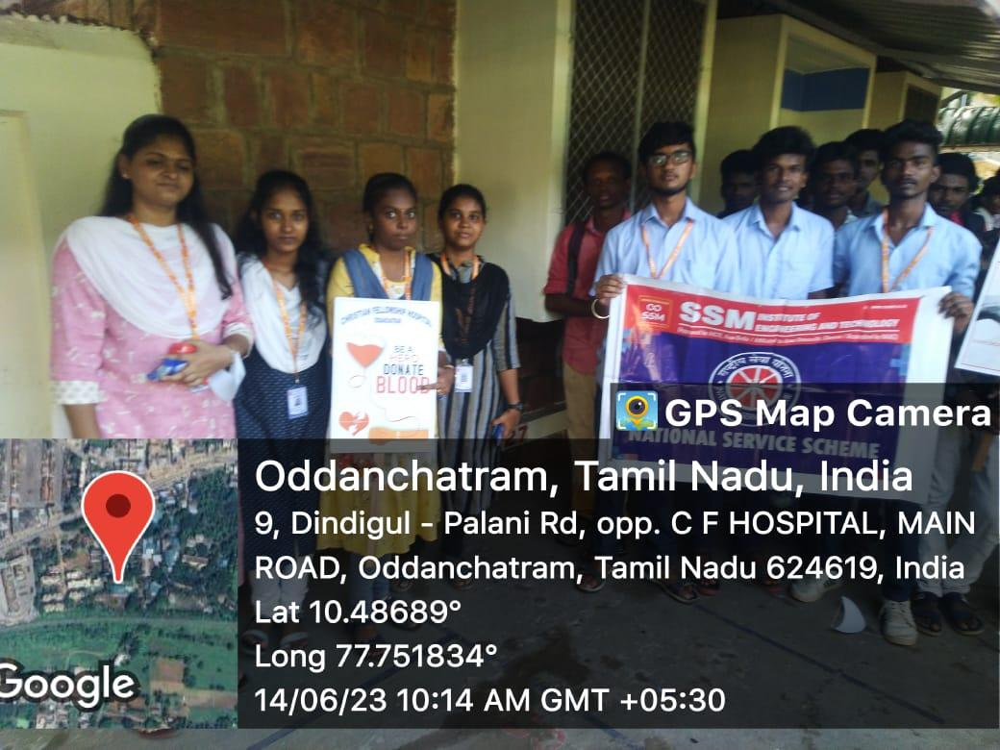 CHRISTIAN FELLOWSHIP HOSPITAL
BE A
HERO
DONATE
BLOOD
SSM
SSM INSTITUTE OF
ENGINEERING AND TECHNOLOGY
राष्ट्रीय सेवा योजना
NATIONAL SERVICE SCHEME
GPS Map Camera
Oddanchatram, Tamil Nadu, India
9, Dindigul - Palani Rd, opp. C F HOSPITAL, MAIN
ROAD, Oddanchatram, Tamil Nadu 624619, India
Lat 10.48689°
Long 77.751834°
14/06/23 10:14 AM GMT +05:30
Google